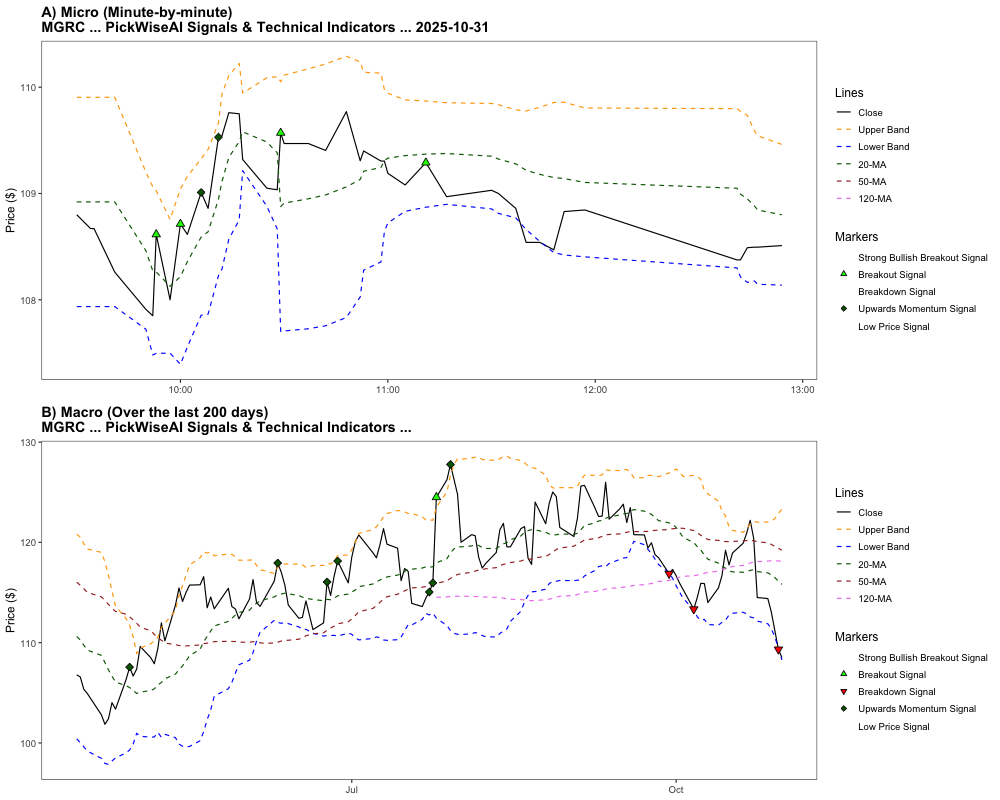 A) Micro (Minute-by-minute)
MGRC ... PickWiseAI Signals & Technical Indicators ... 2025-10-31
Price ($)
110
109
108
10:00
11:00
12:00
13:00
Lines
Close
Upper Band
Lower Band
20-MA
50-MA
120-MA
Markers
Strong Bullish Breakout Signal
Breakout Signal
Breakdown Signal
Upwards Momentum Signal
Low Price Signal
B) Macro (Over the last 200 days)
MGRC ... PickWiseAI Signals & Technical Indicators ...
Price ($)
130
120
110
100
Jul
Oct
Lines
Close
Upper Band
Lower Band
20-MA
50-MA
120-MA
Markers
Strong Bullish Breakout Signal
Breakout Signal
Breakdown Signal
Upwards Momentum Signal
Low Price Signal